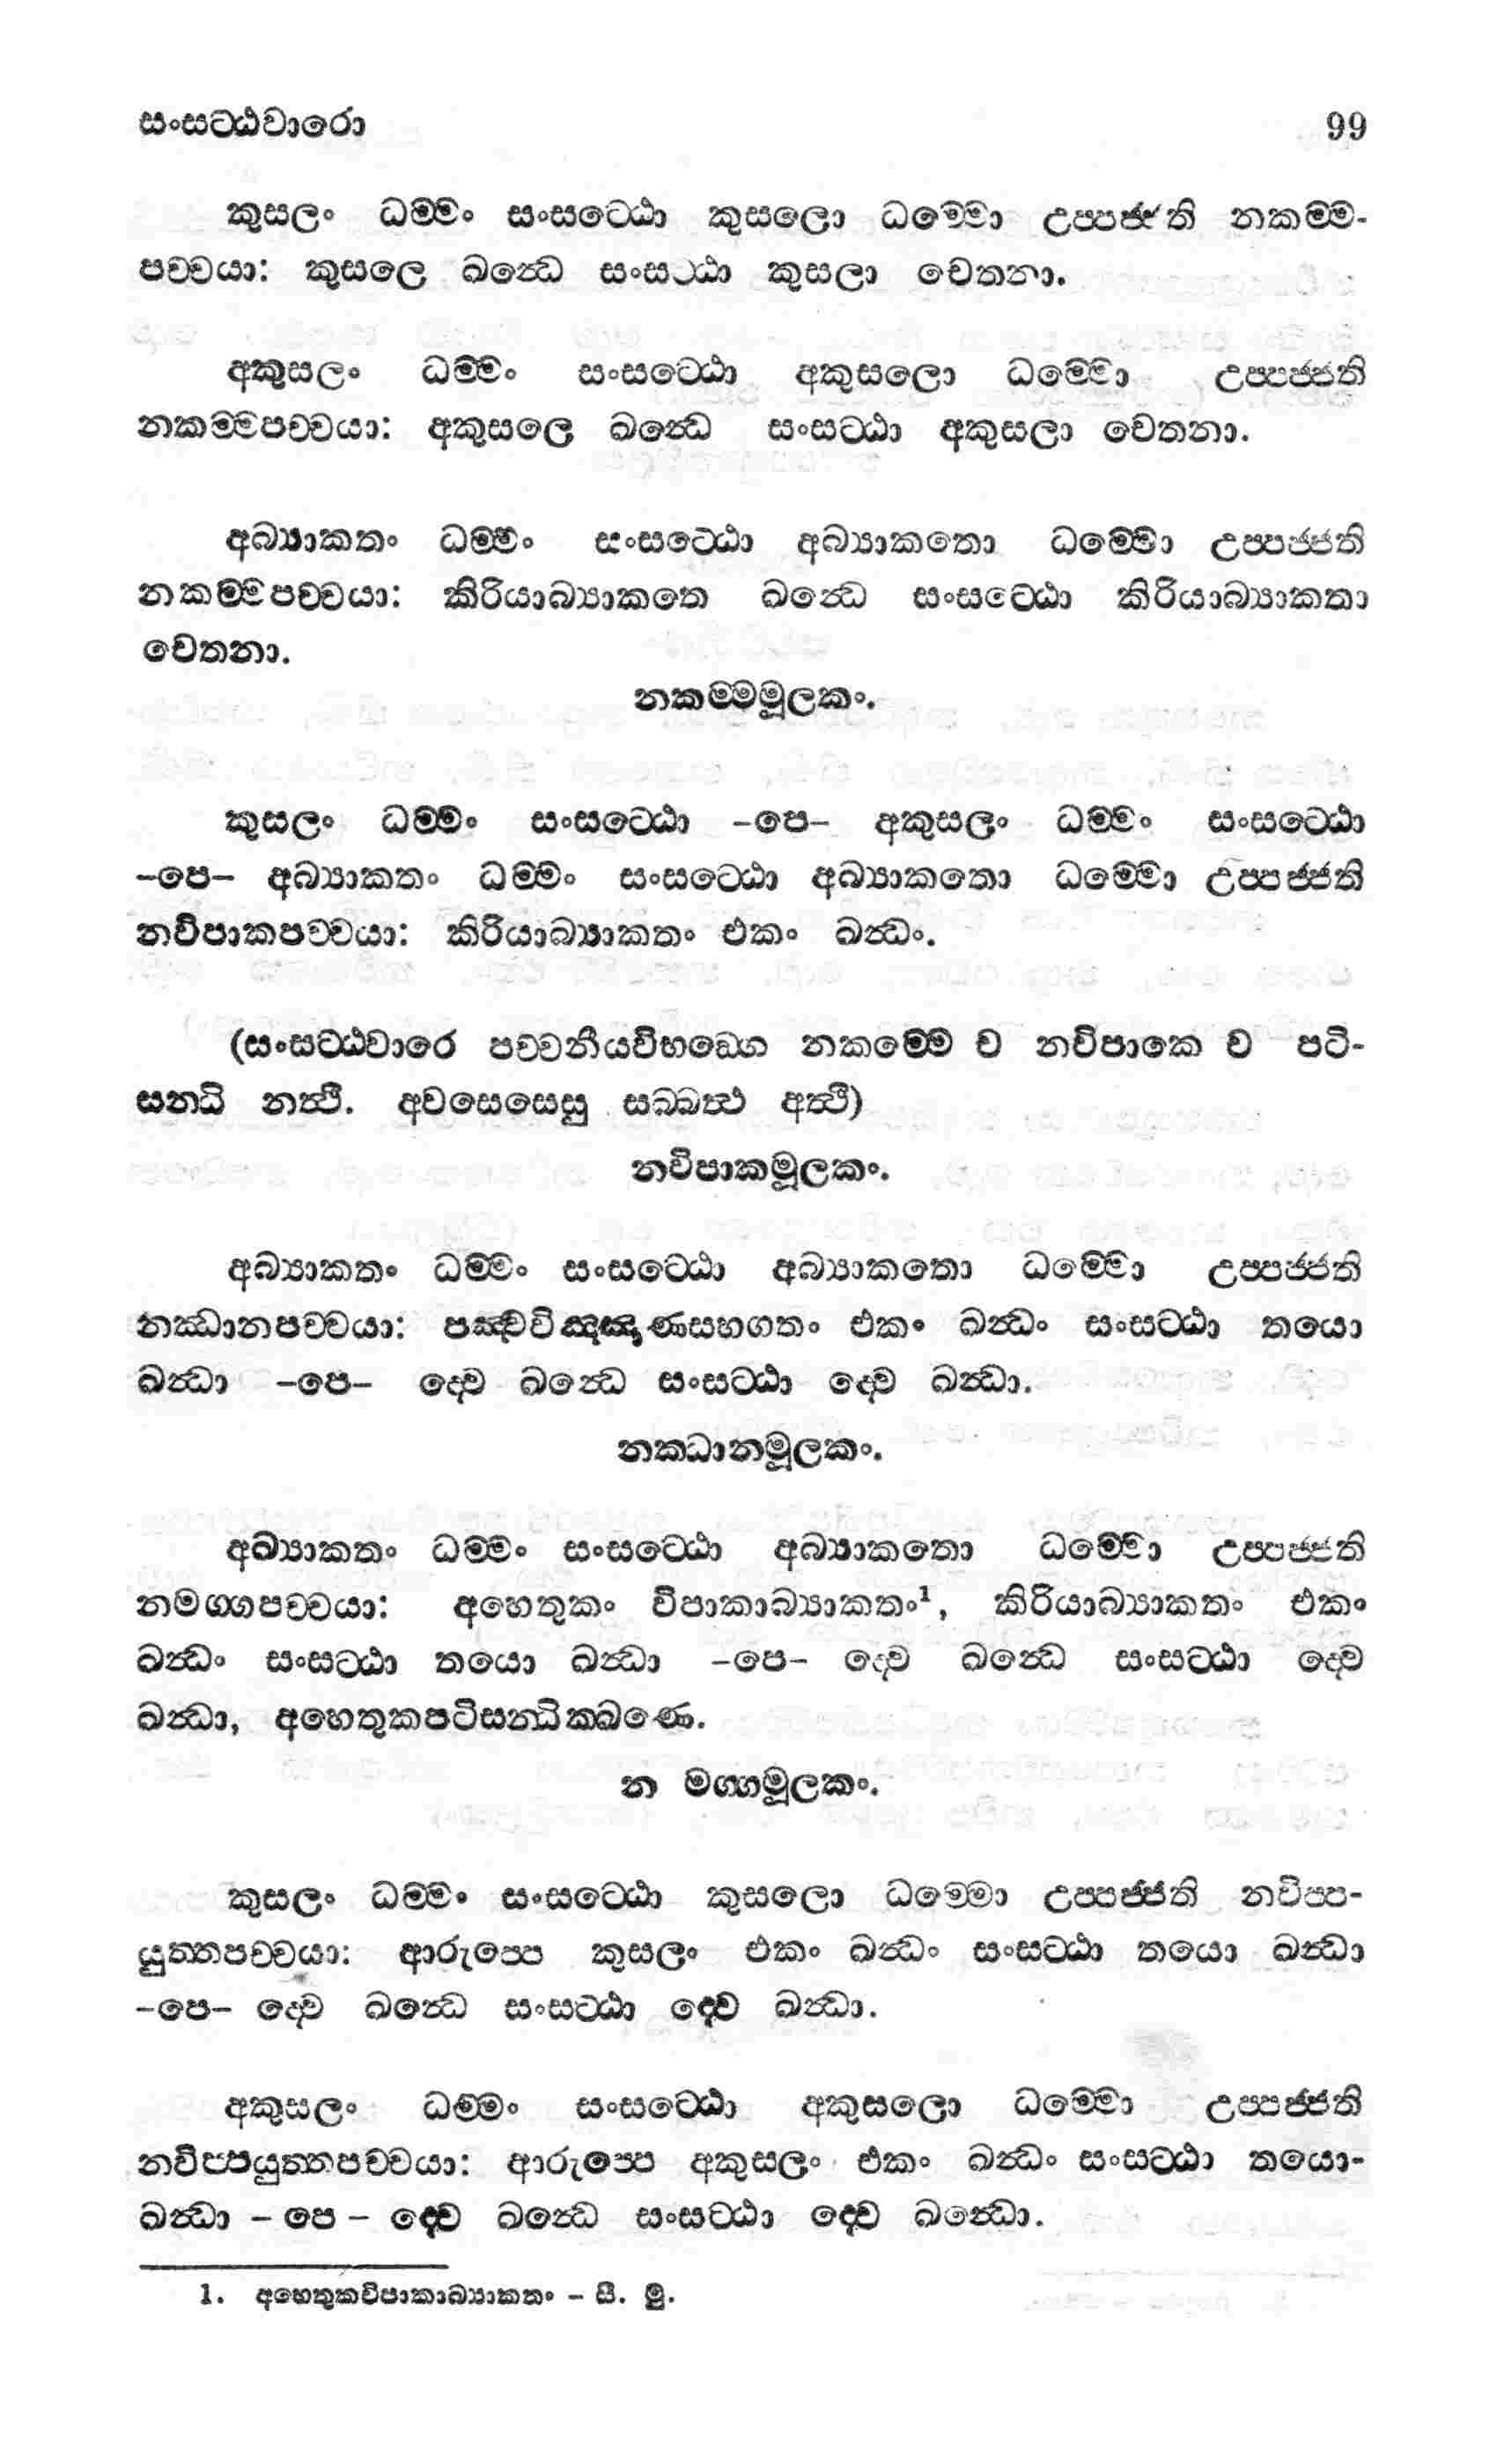 සංසට්ඨවාරො 99
කුසලං ධම්මං සංසට්ඨො කුසලො ධම්මො උප්පජ්ජති නකම්ම-
පච්චයා: කුසලෙ ඛන්ධෙ සංසට්ඨා කුසලා චෙතනා.
අකුසලං ධම්මං සංසට්ඨො අකුසලො ධම්මො උප්පජ්ජති
නකම්මපච්චයා: අකුසලෙ ඛන්ධෙ සංසට්ඨා අකුසලා චෙතනා.
අබ්‍යාකතං ධම්මං සංසට්ඨො අබ්‍යාකතො ධම්මො උප්පජ්ජති
නකම්මපච්චයා: කිරියාබ්‍යාකතෙ ඛන්ධෙ සංසට්ඨො කිරියාබ්‍යාකතා
චෙතනා.
නකම්මමූලකං.
කුසලං ධම්මං සංසට්ඨො –පෙ– අකුසලං ධම්මං සංසට්ඨො
–පෙ– අබ්‍යාකතං ධම්මං සංසට්ඨො අබ්‍යාකතො ධම්මො උප්පජ්ජති
නවිපාකපච්චයා: කිරියාබ්‍යාකතං එකං ඛන්ධං.
(සංසට්ඨවාරෙ පච්චනීයවිභඞ්ගෙ නකම්මෙ ච නවිපාකෙ ච පටි-
සන්ධි නත්ථි. අවසෙසෙසු සබ්බත්ථ අත්ථි)
නවිපාකමූලකං.
අබ්‍යාකතං ධම්මං සංසට්ඨො අබ්‍යාකතො ධම්මො උප්පජ්ජති
නඣානපච්චයා: පඤ්චවිඤ්ඤාණසහගතං එකං ඛන්ධං සංසට්ඨා තයො
ඛන්ධා –පෙ– ද්වෙ ඛන්ධෙ සංසට්ඨා ද්වෙ ඛන්ධා.
නකධානමූලකං.
අබ්‍යාකතං ධම්මං සංසට්ඨො අබ්‍යාකතො ධම්මො උප්පජ්ජති
නමග්ගපච්චයා: අහෙතුකං විපාකාබ්‍යාකතං¹, කිරියාබ්‍යාකතං එකං
ඛන්ධං සංසට්ඨා තයො ඛන්ධා –පෙ– ද්වෙ ඛන්ධෙ සංසට්ඨා ද්වෙ
ඛන්ධා, අහෙතුකපටිසන්ධික්ඛණෙ.
න මග්ගමූලකං.
කුසලං ධම්මං සංසට්ඨො කුසලො ධම්මො උප්පජ්ජති නවිප්ප-
යුත්තපච්චයා: ආරුප්පෙ කුසලං එකං ඛන්ධං සංසට්ඨා තයො ඛන්ධා
–පෙ– ද්වෙ ඛන්ධෙ සංසට්ඨා ද්වෙ ඛන්ධා.
අකුසලං ධම්මං සංසට්ඨො අකුසලො ධම්මො උප්පජ්ජති
නවිප්පයුත්තපච්චයා: ආරුප්පෙ අකුසලං එකං ඛන්ධං සංසට්ඨා තයො-
ඛන්ධා – පෙ – ද්වෙ ඛන්ධෙ සංසට්ඨා ද්වෙ ඛන්ධො.
1. අහෙතුකවිපාකාබ්‍යාකතං – සී. මු.